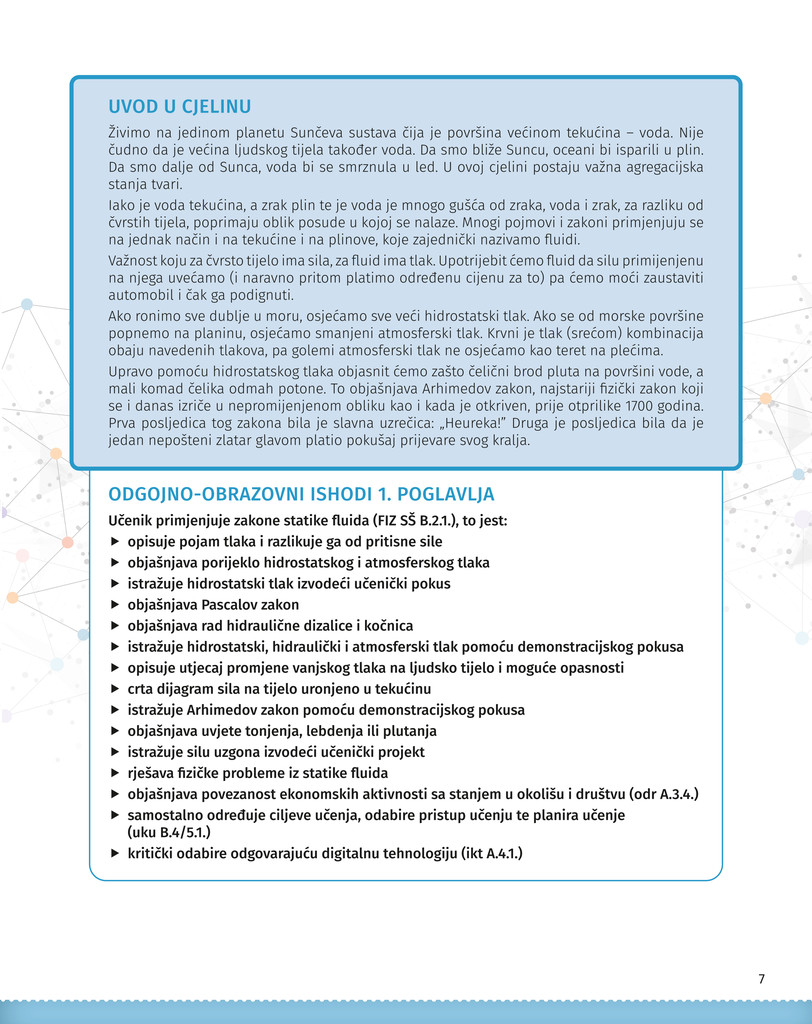 UVOD U CJELINU
Živimo na jedinom planetu Sunčeva sustava čija je površina većinom tekućina – voda. Nije
čudno da je većina ljudskog tijela također voda. Da smo bliže Suncu, oceani bi isparili u plin.
Da smo dalje od Sunca, voda bi se smrznula u led. U ovoj cjelini postaju važna agregacijska
stanja tvari.
Iako je voda tekućina, a zrak plin te je voda je mnogo gušća od zraka, voda i zrak, za razliku od
čvrstih tijela, poprimaju oblik posude u kojoj se nalaze. Mnogi pojmovi i zakoni primjenjuju se
na jednak način i na tekućine i na plinove, koje zajednički nazivamo fluidi.
Važnost koju za čvrsto tijelo ima sila, za fluid ima tlak. Upotrijebit ćemo fluid da silu primijenjenu
na njega uvećamo (i naravno pritom platimo određenu cijenu za to) pa ćemo moći zaustaviti
automobil i čak ga podignuti.
Ako ronimo sve dublje u moru, osjećamo sve veći hidrostatski tlak. Ako se od morske površine
popnemo na planinu, osjećamo smanjeni atmosferski tlak. Krvni je tlak (srećom) kombinacija
obaju navedenih tlakova, pa golemi atmosferski tlak ne osjećamo kao teret na plećima.
Upravo pomoću hidrostatskog tlaka objasnit ćemo zašto čelični brod pluta na površini vode, a
mali komad čelika odmah potone. To objašnjava Arhimedov zakon, najstariji fizički zakon koji
se i danas izriče u nepromijenjenom obliku kao i kada je otkriven, prije otprilike 1700 godina.
Prva posljedica tog zakona bila je slavna uzrečica: „Heureka!” Druga je posljedica bila da je
jedan nepošteni zlatar glavom platio pokušaj prijevare svog kralja.
ODGOJNO-OBRAZOVNI ISHODI 1. POGLAVLJA
Učenik primjenjuje zakone statike fluida (FIZ SŠ B.2.1.), to jest:
▶ opisuje pojam tlaka i razlikuje ga od pritisne sile
▶ objašnjava porijeklo hidrostatskog i atmosferskog tlaka
▶ istražuje hidrostatski tlak izvodeći učenički pokus
▶ objašnjava Pascalov zakon
▶ objašnjava rad hidraulične dizalice i kočnica
▶ istražuje hidrostatski, hidraulički i atmosferski tlak pomoću demonstracijskog pokusa
▶ opisuje utjecaj promjene vanjskog tlaka na ljudsko tijelo i moguće opasnosti
▶ crta dijagram sila na tijelo uronjeno u tekućinu
▶ istražuje Arhimedov zakon pomoću demonstracijskog pokusa
▶ objašnjava uvjete tonjenja, lebdenja ili plutanja
▶ istražuje silu uzgona izvodeći učenički projekt
▶ rješava fizičke probleme iz statike fluida
▶ objašnjava povezanost ekonomskih aktivnosti sa stanjem u okolišu i društvu (odr A.3.4.)
▶ samostalno određuje ciljeve učenja, odabire pristup učenju te planira učenje
(uku B.4/5.1.)
▶ kritički odabire odgovarajuću digitalnu tehnologiju (ikt A.4.1.)
7